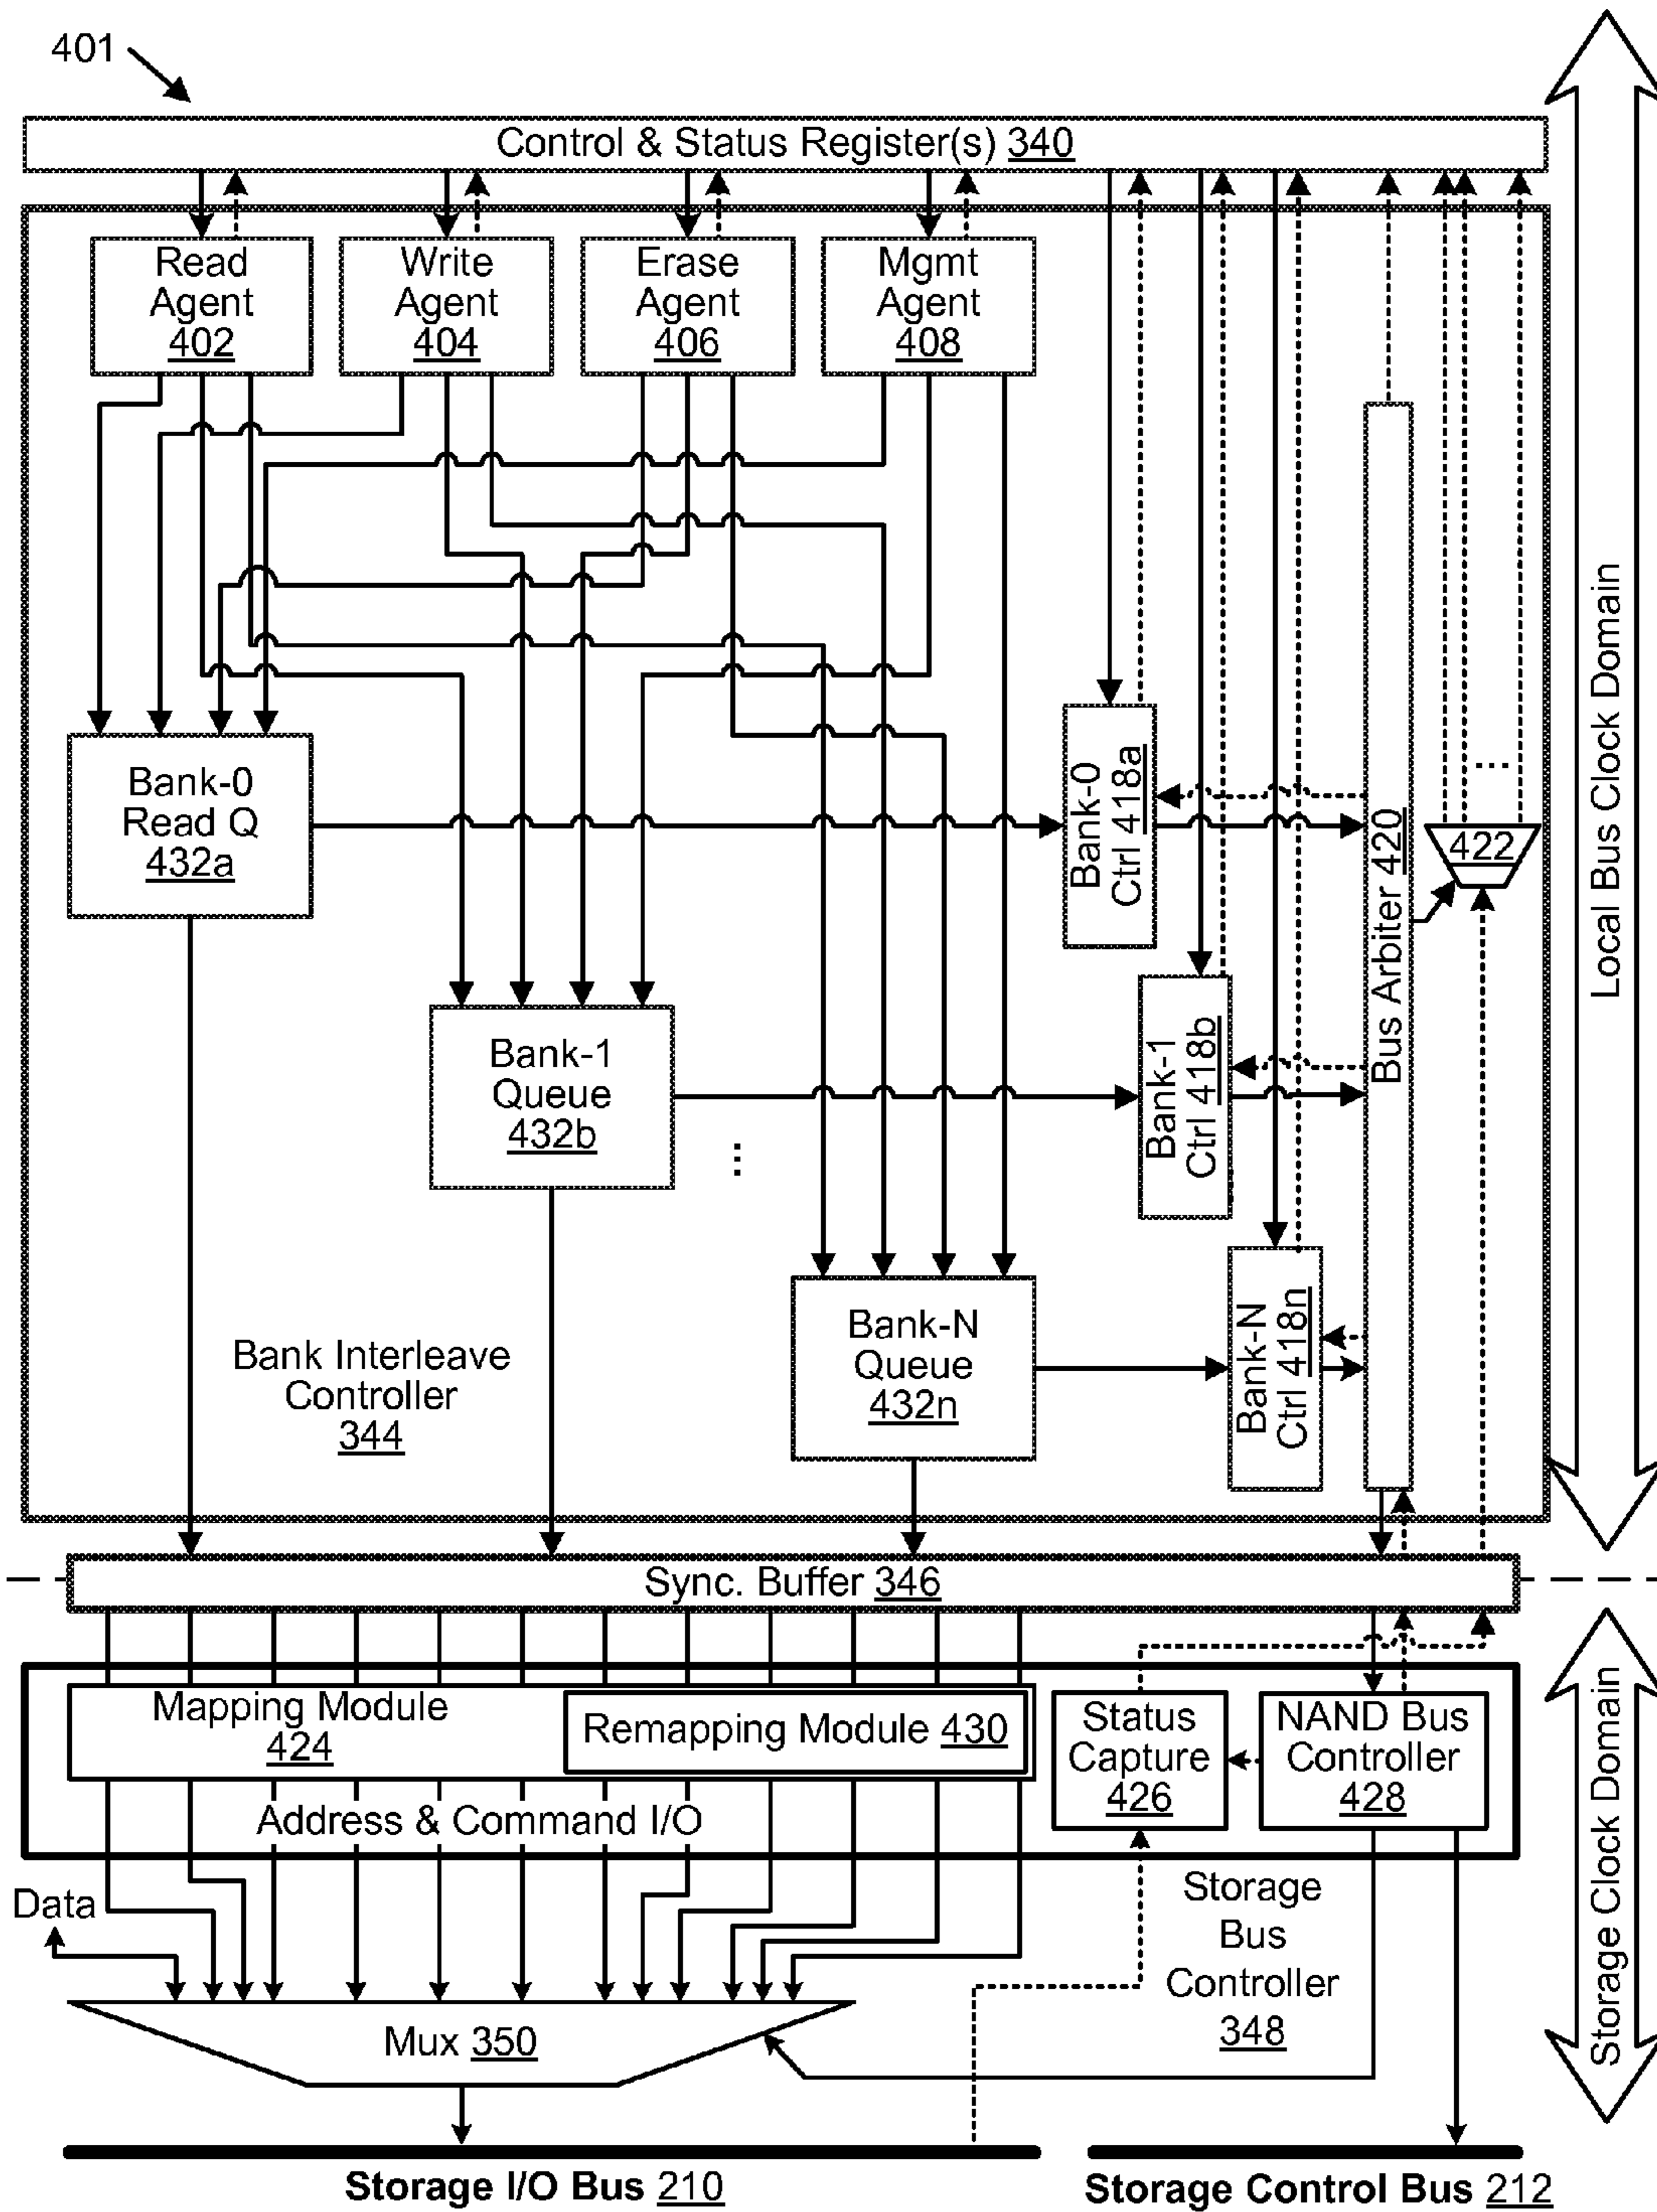 401
Control & Status Register(s) 340
Read
Agent
402
Write
Agent
404
Erase
Agent
406
Mgmt
Agent
408
Local Bus Clock Domain
Bank-0
Read Q
432a
Bank-0
Ctrl 418a
Bus Arbiter 420
...
422
Bank-1
Queue
432b
...
Bank-1
Ctrl 418b
Bank-N
Queue
432n
Bank-N
Ctrl 418n
Bank Interleave
Controller
344
Sync. Buffer 346
Mapping Module
424
Remapping Module 430
Status
Capture
426
NAND Bus
Controller
428
Address & Command I/O
Storage Clock Domain
Data
Storage
Bus
Controller
348
Mux 350
Storage I/O Bus 210
Storage Control Bus 212